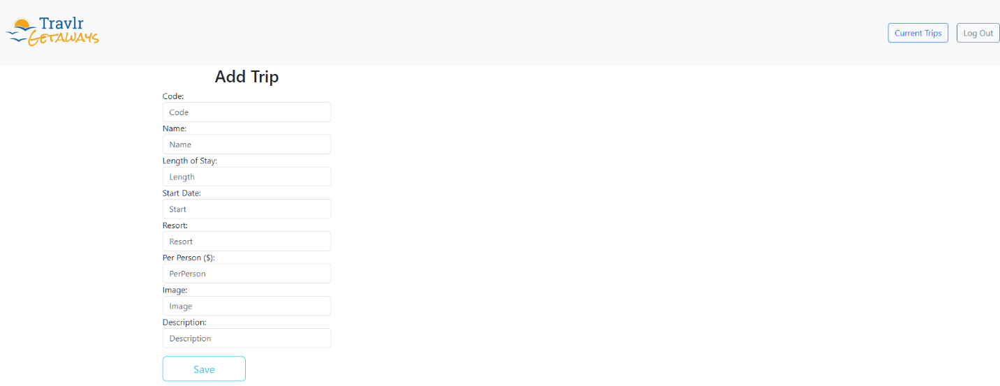 Travlr
Getaways
Current Trips
Log Out
Add Trip
Code:
Code
Name:
Name
Length of Stay:
Length
Start Date:
Start
Resort:
Resort
Per Person ($):
PerPerson
Image:
Image
Description:
Description
Save